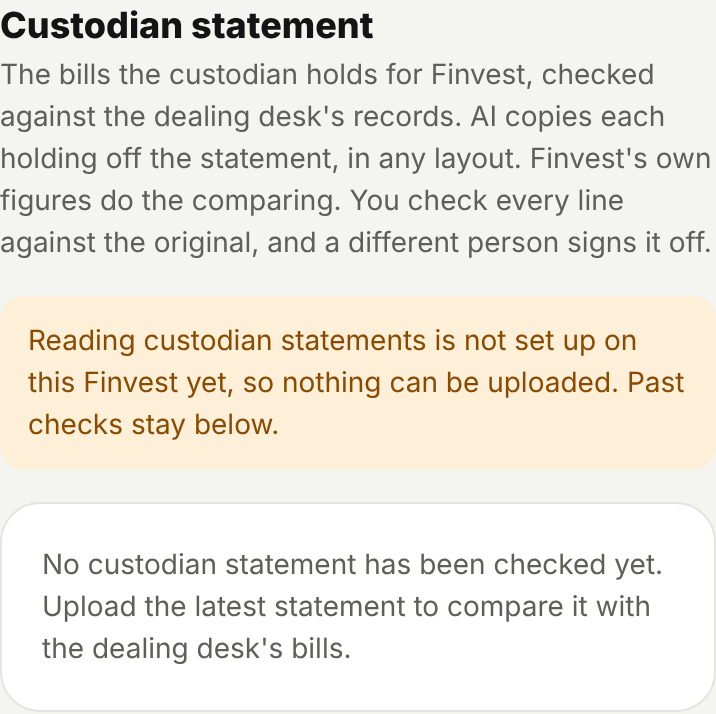 Custodian statement
The bills the custodian holds for Finvest, checked
against the dealing desk's records. AI copies each
holding off the statement, in any layout. Finvest's own
figures do the comparing. You check every line
against the original, and a different person signs it off.
Reading custodian statements is not set up on
this Finvest yet, so nothing can be uploaded. Past
checks stay below.
No custodian statement has been checked yet.
Upload the latest statement to compare it with
the dealing desk's bills.